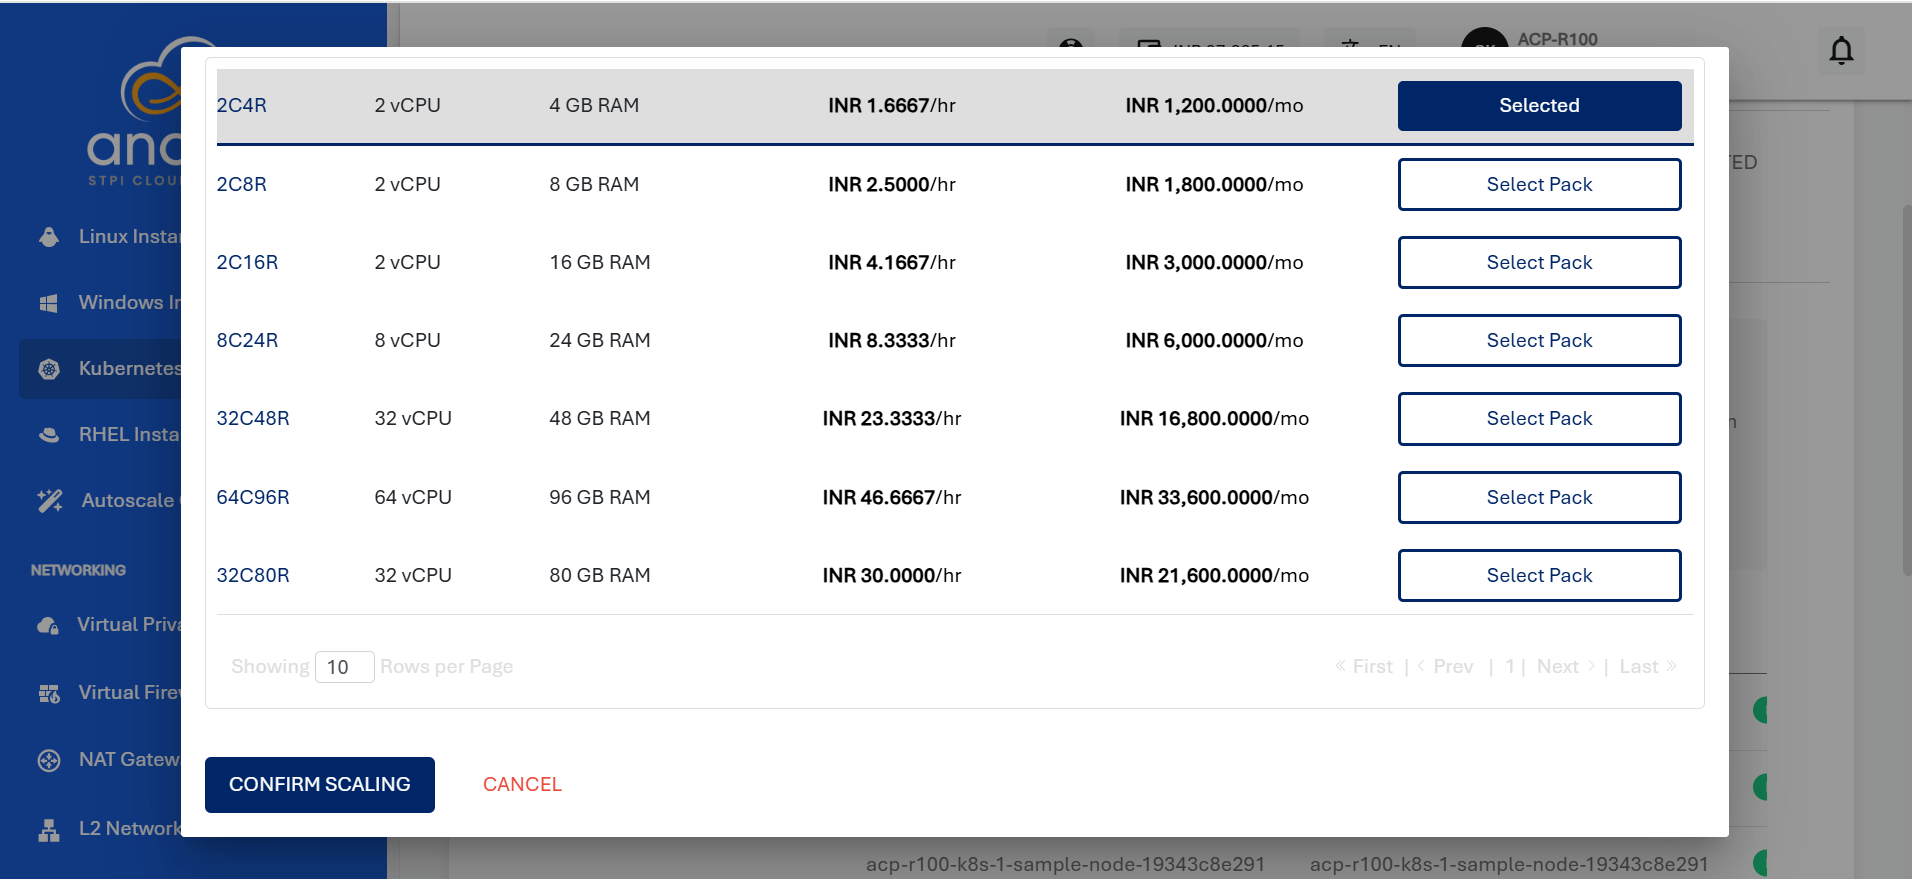 ACP-R100
2C4R 2 vCPU 4 GB RAM INR 1.6667/hr INR 1,200.0000/mo Selected
2C8R 2 vCPU 8 GB RAM INR 2.5000/hr INR 1,800.0000/mo Select Pack
2C16R 2 vCPU 16 GB RAM INR 4.1667/hr INR 3,000.0000/mo Select Pack
8C24R 8 vCPU 24 GB RAM INR 8.3333/hr INR 6,000.0000/mo Select Pack
32C48R 32 vCPU 48 GB RAM INR 23.3333/hr INR 16,800.0000/mo Select Pack
64C96R 64 vCPU 96 GB RAM INR 46.6667/hr INR 33,600.0000/mo Select Pack
32C80R 32 vCPU 80 GB RAM INR 30.0000/hr INR 21,600.0000/mo Select Pack
Showing 10 Rows per Page
« First | < Prev | 1 | Next > | Last »
CONFIRM SCALING CANCEL
STPI CLOU
Linux Insta
Windows In
Kubernetes
RHEL Insta
Autoscale
NETWORKING
Virtual Priva
Virtual Firew
NAT Gatew
L2 Network
acp-r100-k8s-1-sample-node-19343c8e291 acp-r100-k8s-1-sample-node-19343c8e291